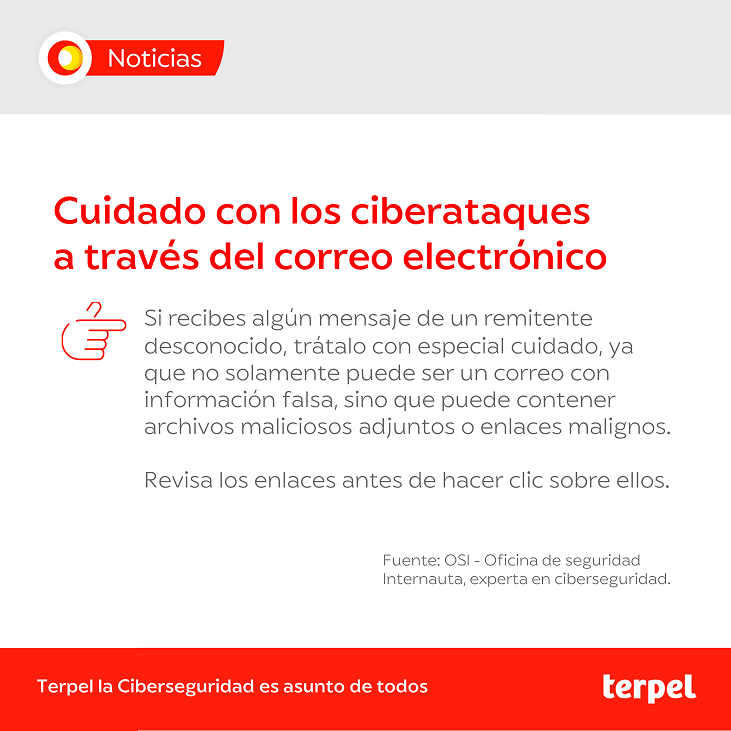 Noticias
Cuidado con los ciberataques
a través del correo electrónico
Si recibes algún mensaje de un remitente
desconocido, trátalo con especial cuidado, ya
que no solamente puede ser un correo con
información falsa, sino que puede contener
archivos maliciosos adjuntos o enlaces malignos.
Revisa los enlaces antes de hacer clic sobre ellos.
Fuente: OSI - Oficina de seguridad
Internauta, experta en ciberseguridad.
Terpel la Ciberseguridad es asunto de todos
terpel